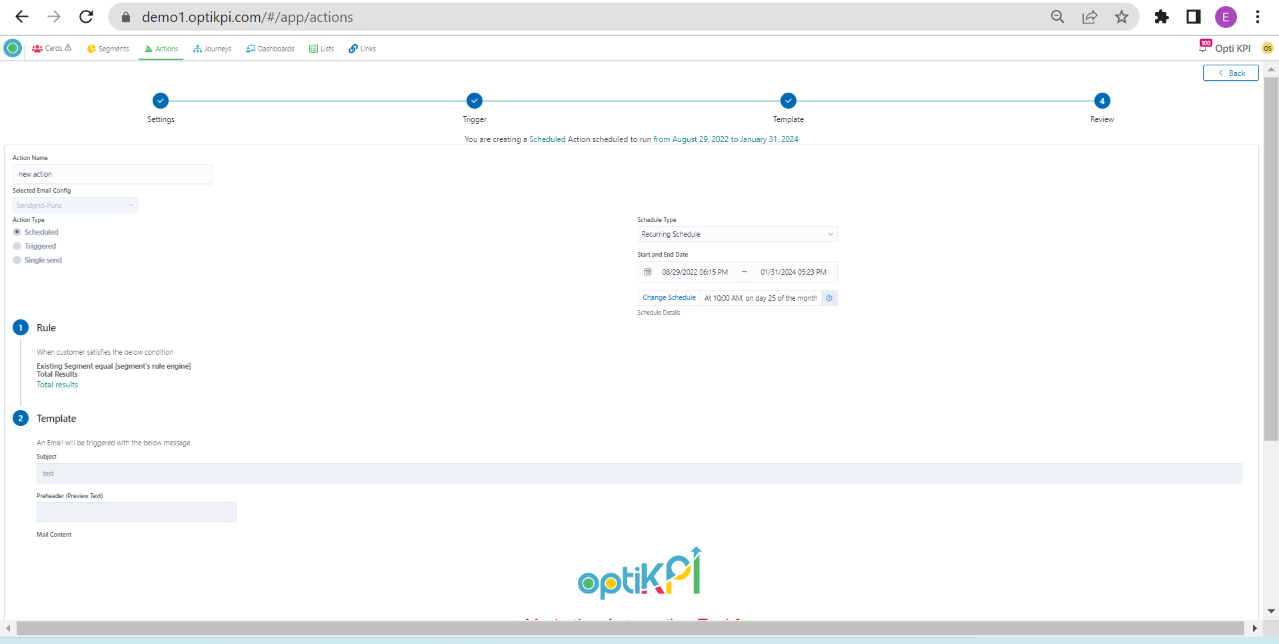 demo1.optikpi.com/#/app/actions
E
Cards
Segments
Actions
Journeys
Dashboards
Lists
Links
100
Opti KPI
OS
Back
4
Settings
Trigger
Template
Review
You are creating a Scheduled Action scheduled to run from August 29, 2022 to January 31, 2024
Action Name
new action
Selected Email Config
Sendgrid-Puru
Action Type
Scheduled
Triggered
Single send
Schedule Type
Recurring Schedule
Start and End Date
08/29/2022 06:15 PM → 01/31/2024 05:23 PM
Change Schedule At 10:00 AM, on day 25 of the month
Schedule Details
1 Rule
When customer satisfies the below condition
Existing Segment equal [segment's rule engine]
Total Results
Total results
2 Template
An Email will be triggered with the below message
Subject
test
Preheader (Preview Text)
Mail Content
optiKPI